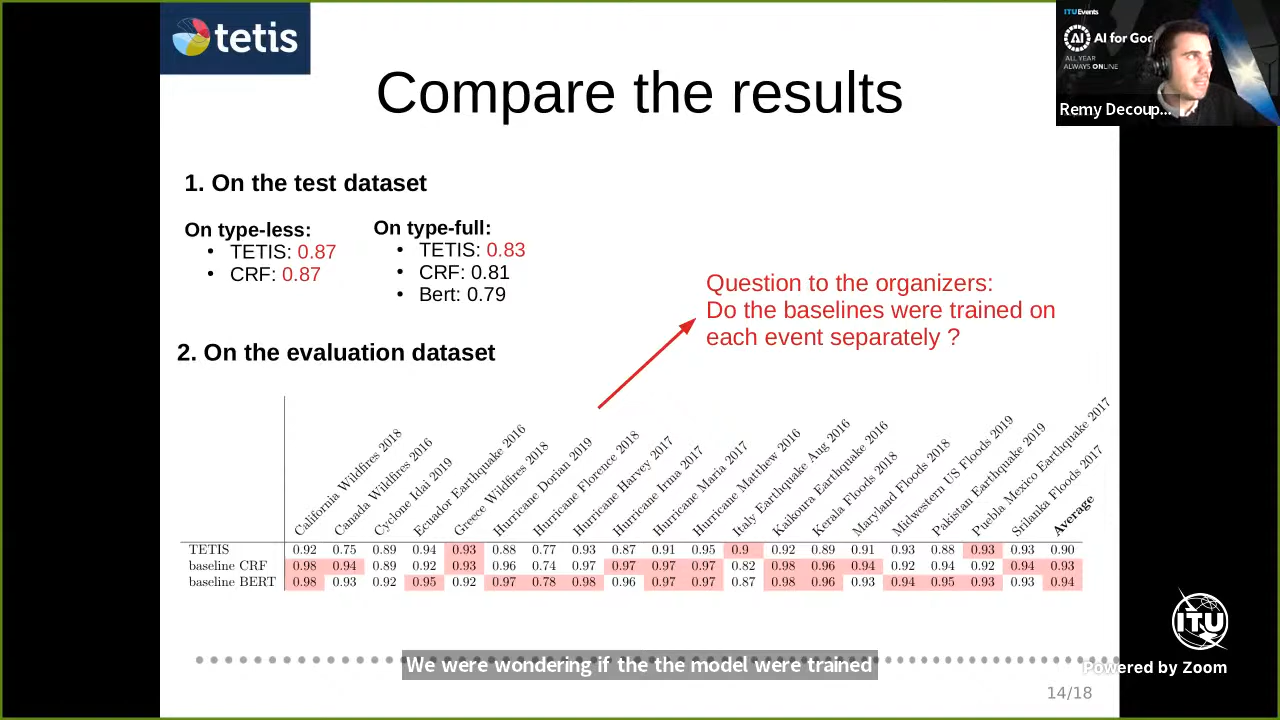 tetis
Compare the results
ITUEvents
AI
AI for Goo
ALL YEAR
ALWAYS ONLINE
Remy Decoup...
1. On the test dataset
On type-less:
• TETIS: 0.87
• CRF: 0.87
On type-full:
• TETIS: 0.83
• CRF: 0.81
• Bert: 0.79
Question to the organizers:
Do the baselines were trained on
each event separately ?
2. On the evaluation dataset
California Wildfires 2018
Canada Wildfires 2016
Cyclone Idai 2019
Ecuador Earthquake 2016
Greece Wildfires 2018
Hurricane Dorian 2019
Hurricane Florence 2018
Hurricane Harvey 2017
Hurricane Irma 2017
Hurricane Maria 2017
Hurricane Matthew 2016
Italy Earthquake Aug 2016
Kaikoura Earthquake 2016
Kerala Floods 2018
Maryland Floods 2018
Midwestern US Floods 2019
Pakistan Earthquake 2019
Puebla Mexico Earthquake 2017
Srilanka Floods 2017
Average
TETIS 0.92 0.75 0.89 0.94 0.93 0.88 0.77 0.93 0.87 0.91 0.95 0.9 0.92 0.89 0.91 0.93 0.88 0.93 0.93 0.90
baseline CRF 0.98 0.94 0.89 0.92 0.93 0.96 0.74 0.97 0.97 0.97 0.97 0.82 0.98 0.96 0.94 0.92 0.94 0.92 0.94 0.93
baseline BERT 0.98 0.93 0.92 0.95 0.92 0.97 0.78 0.98 0.96 0.97 0.97 0.87 0.98 0.96 0.93 0.94 0.95 0.93 0.93 0.94
We were wondering if the the model were trained
ITU
Powered by Zoom
14/18